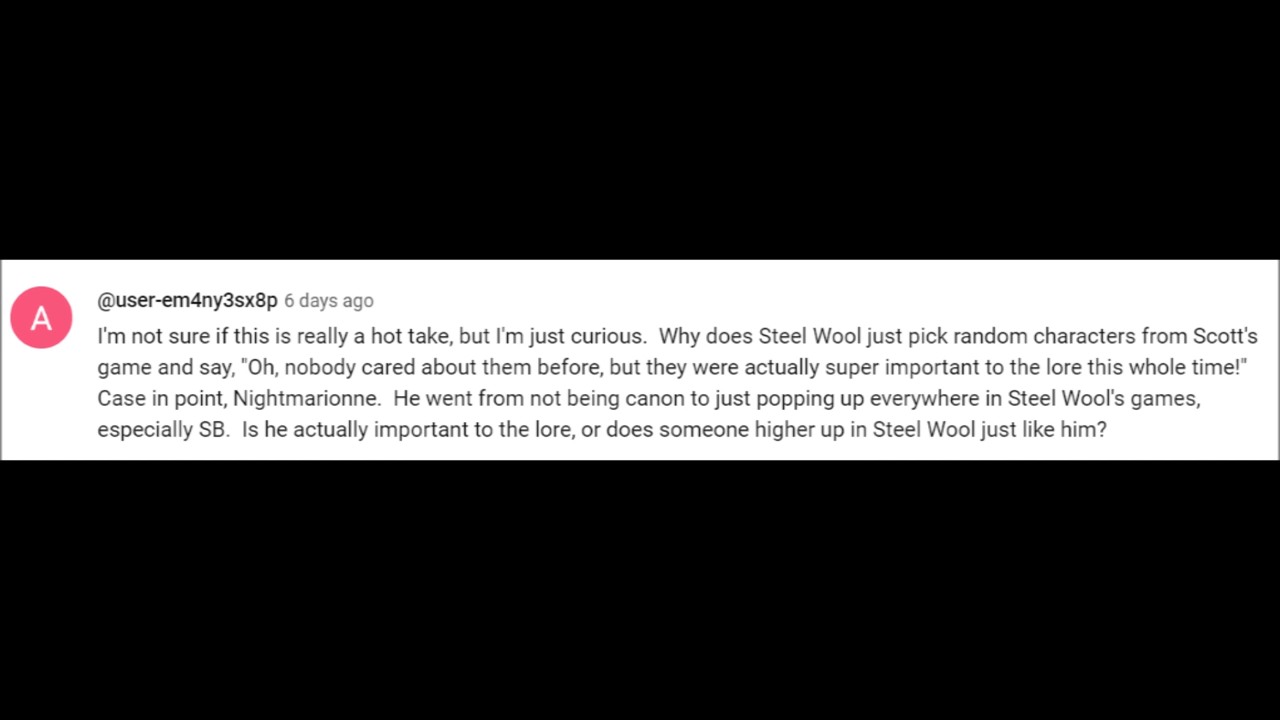 A
@user-em4ny3sx8p 6 days ago
I'm not sure if this is really a hot take, but I'm just curious.  Why does Steel Wool just pick random characters from Scott's
game and say, "Oh, nobody cared about them before, but they were actually super important to the lore this whole time!"
Case in point, Nightmarionne.  He went from not being canon to just popping up everywhere in Steel Wool's games,
especially SB.  Is he actually important to the lore, or does someone higher up in Steel Wool just like him?